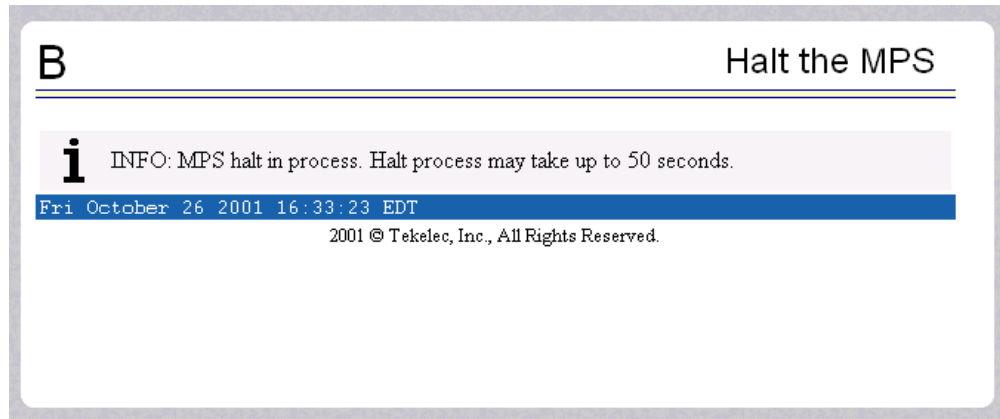 B
Halt the MPS
i
INFO: MPS halt in process. Halt process may take up to 50 seconds.
Fri October 26 2001 16:33:23 EDT
2001 © Tekelec, Inc., All Rights Reserved.